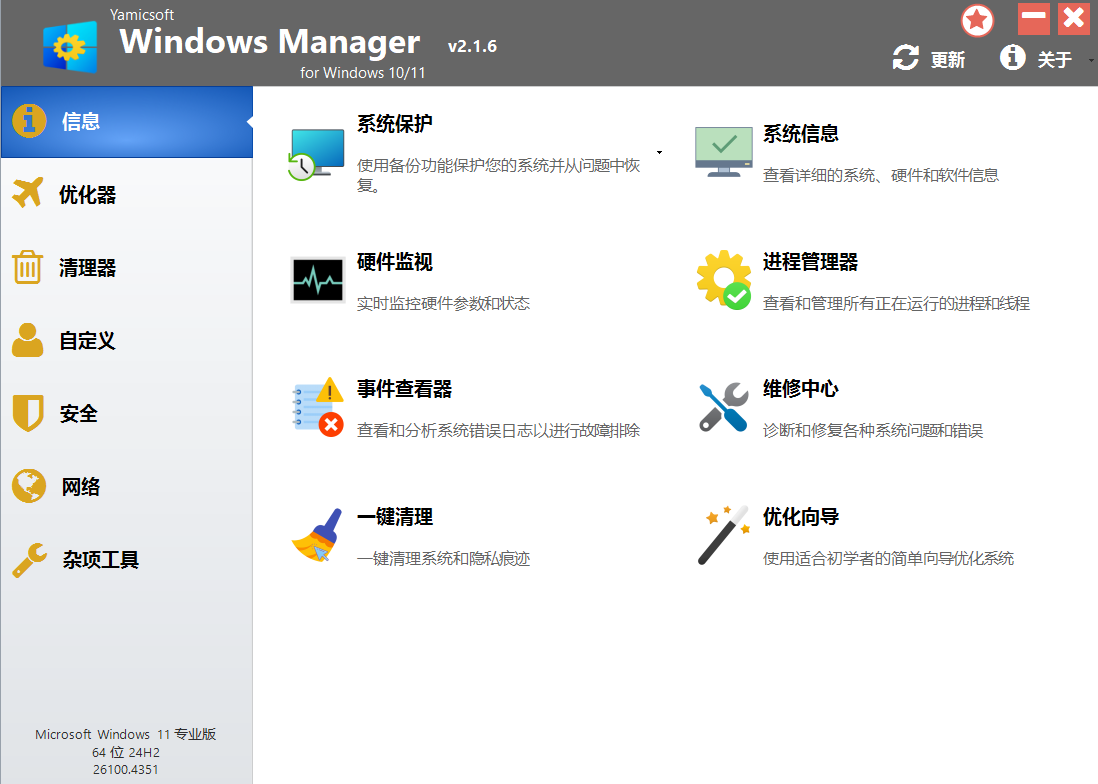 Yamicsoft
Windows Manager v2.1.6
for Windows 10/11
更新
关于
信息
优化器
清理器
自定义
安全
网络
杂项工具
Microsoft Windows 11 专业版
64 位 24H2
26100.4351
系统保护
使用备份功能保护您的系统并从问题中恢
复。
系统信息
查看详细的系统、硬件和软件信息
硬件监视
实时监控硬件参数和状态
进程管理器
查看和管理所有正在运行的进程和线程
事件查看器
查看和分析系统错误日志以进行故障排除
维修中心
诊断和修复各种系统问题和错误
一键清理
一键清理系统和隐私痕迹
优化向导
使用适合初学者的简单向导优化系统